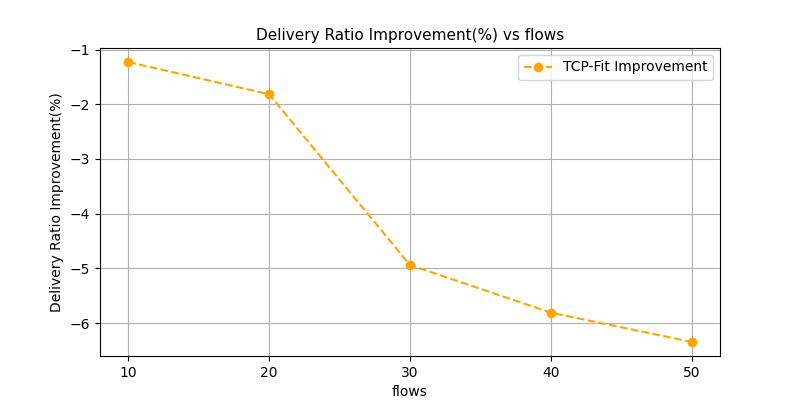 Delivery Ratio Improvement(%) vs flows
TCP-Fit Improvement
Delivery Ratio Improvement(%)
−1
−2
−3
−4
−5
−6
10 20 30 40 50
flows